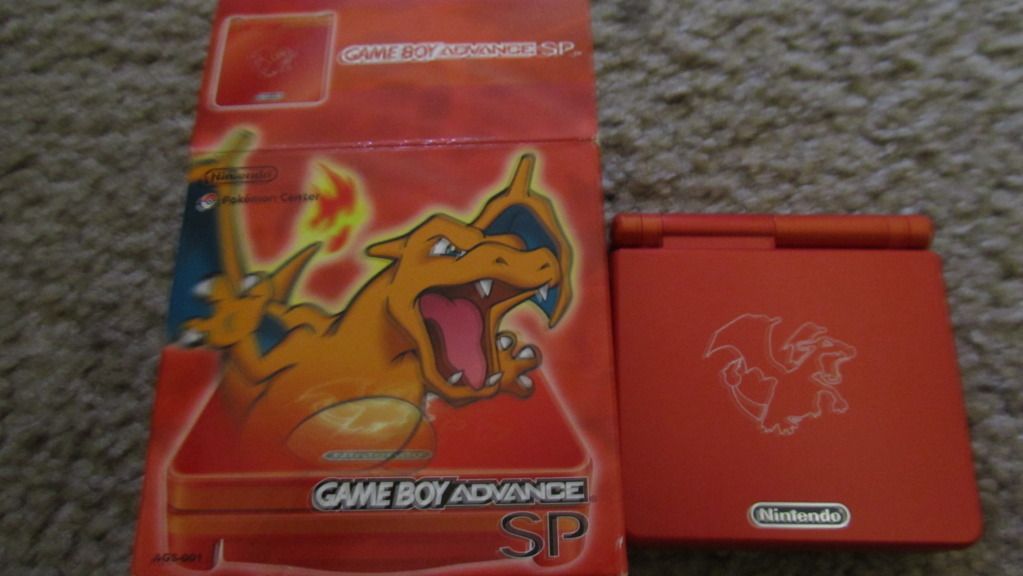 GAME BOY ADVANCE SP
Nintendo
Pokémon Center
GAME BOY ADVANCE
SP
AGS-001
Nintendo